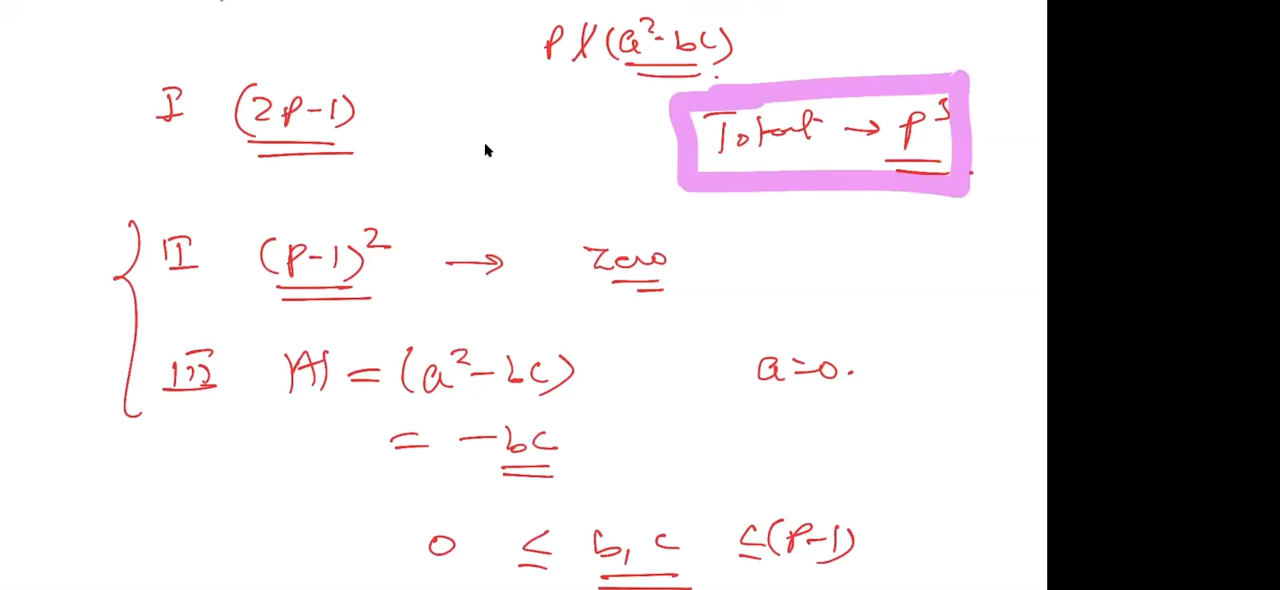 P ∤ (a²-bc)
I (2p-1)
Total → p³
II (p-1)² → Zero
III |A| = (a²-bc) a=0.
= -bc
0 ≤ b, c ≤ (p-1)